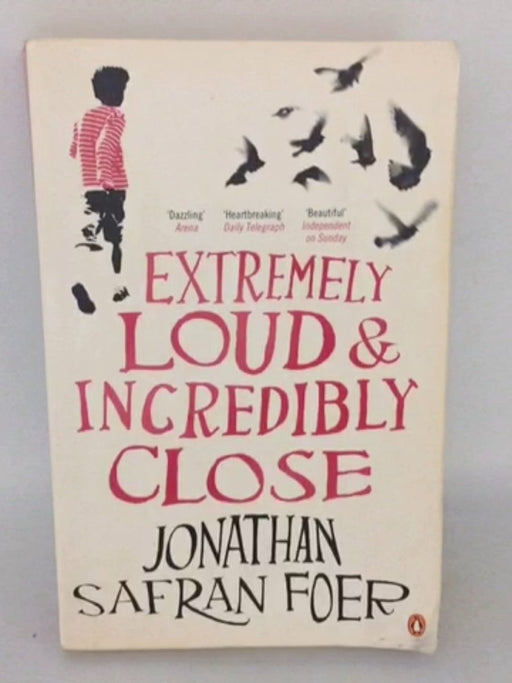 'Dazzling' 'Heartbreaking' 'Beautiful'
Arena Daily Telegraph Independent
on Sunday
EXTREMELY
LOUD &
INCREDIBLY
CLOSE
JONATHAN
SAFRAN FOER